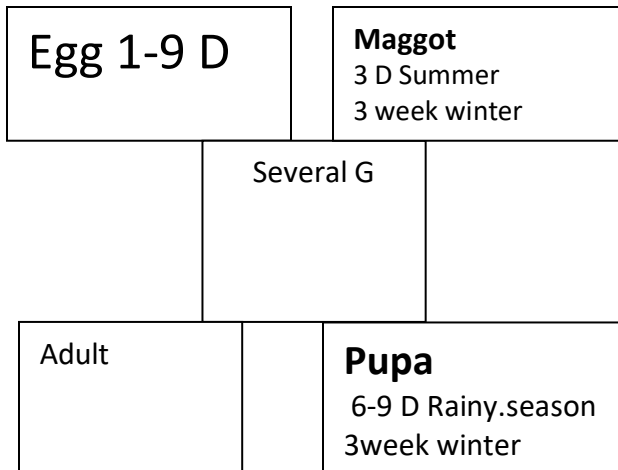 Egg 1-9 D
Maggot
3 D Summer
3 week winter
Several G
Adult
Pupa
6-9 D Rainy.season
3week winter